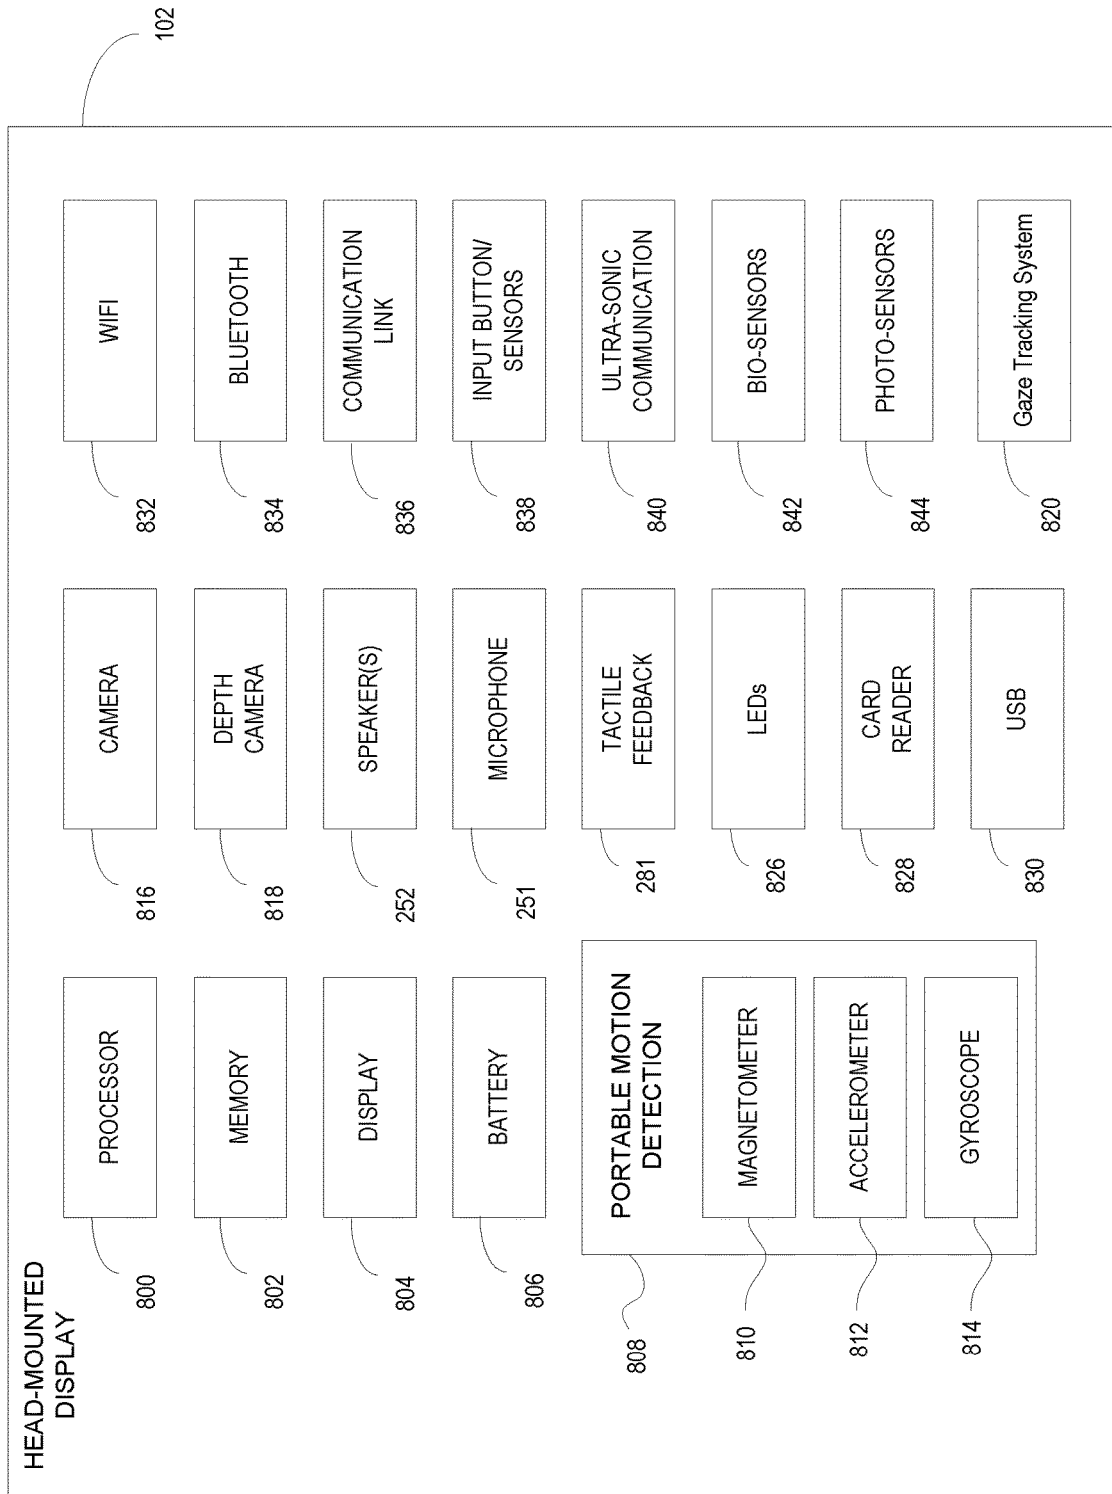 HEAD-MOUNTED
DISPLAY
102
800
PROCESSOR
802
MEMORY
804
DISPLAY
806
BATTERY
808
PORTABLE MOTION
DETECTION
810
MAGNETOMETER
812
ACCELEROMETER
814
GYROSCOPE
816
CAMERA
818
DEPTH
CAMERA
252
SPEAKER(S)
251
MICROPHONE
281
TACTILE
FEEDBACK
826
LEDs
828
CARD
READER
830
USB
832
WIFI
834
BLUETOOTH
836
COMMUNICATION
LINK
838
INPUT BUTTON/
SENSORS
840
ULTRA-SONIC
COMMUNICATION
842
BIO-SENSORS
844
PHOTO-SENSORS
820
Gaze Tracking System